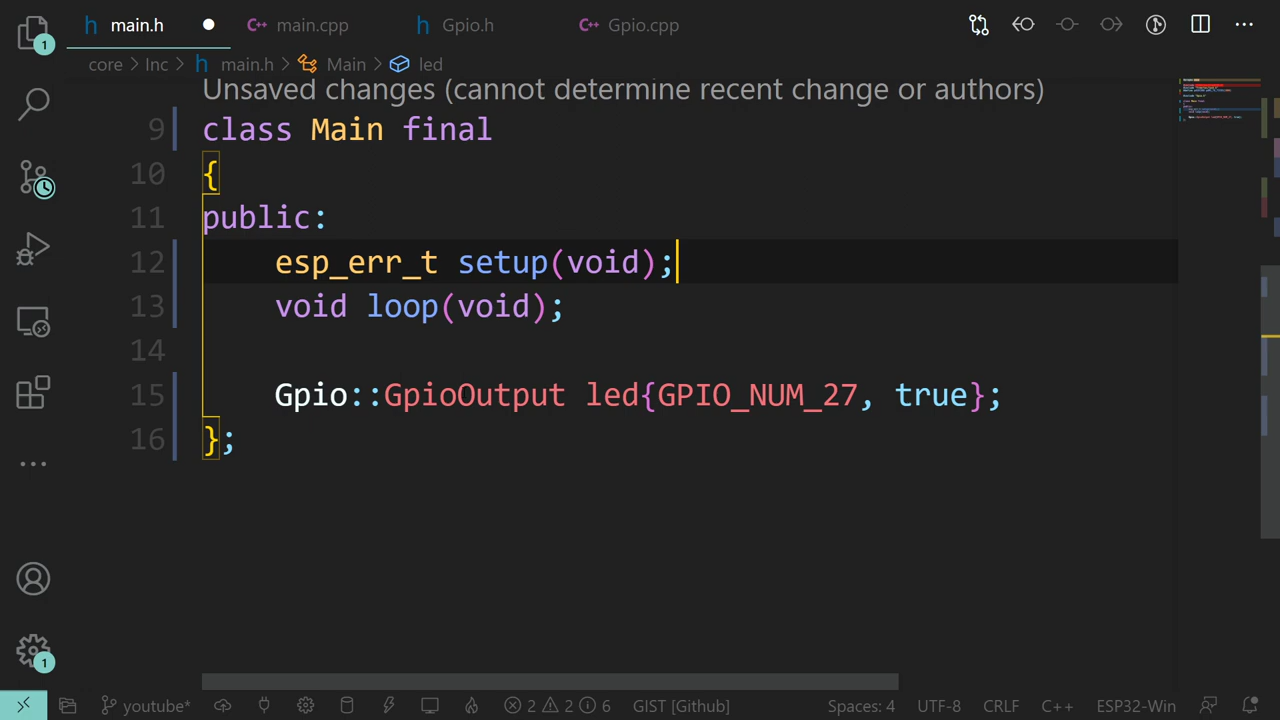 main.h main.cpp Gpio.h Gpio.cpp
core Inc main.h Main led
Unsaved changes (cannot determine recent change or authors)
9 class Main final
10 {
11 public:
12 esp_err_t setup(void);
13 void loop(void);
14
15 Gpio::GpioOutput led{GPIO_NUM_27, true};
16 };
1
1
youtube* 2 2 6 GIST [Github] Spaces: 4 UTF-8 CRLF C++ ESP32-Win